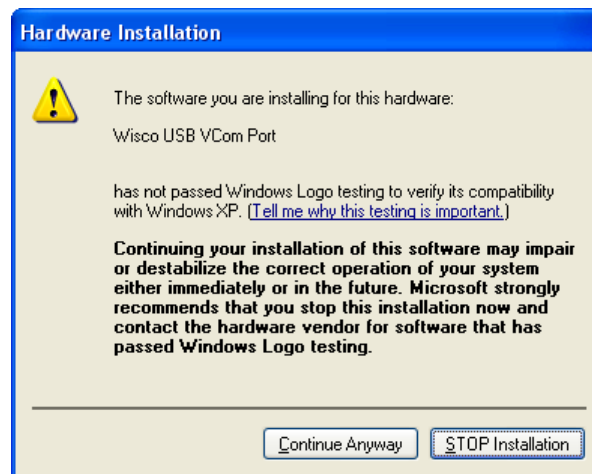 Hardware Installation
The software you are installing for this hardware:
Wisco USB VCom Port
has not passed Windows Logo testing to verify its compatibility
with Windows XP. (Tell me why this testing is important.)
Continuing your installation of this software may impair
or destabilize the correct operation of your system
either immediately or in the future. Microsoft strongly
recommends that you stop this installation now and
contact the hardware vendor for software that has
passed Windows Logo testing.
Continue Anyway STOP Installation